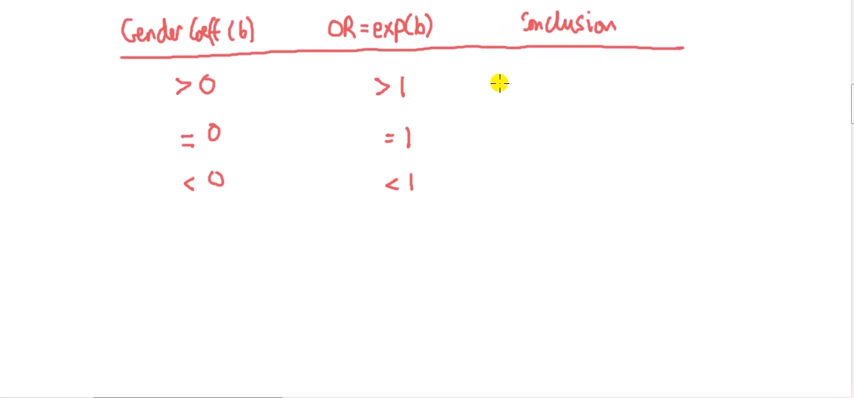 Gender Coeff (b) OR = exp(b) Conclusion
> 0 > 1
= 0 = 1
< 0 < 1